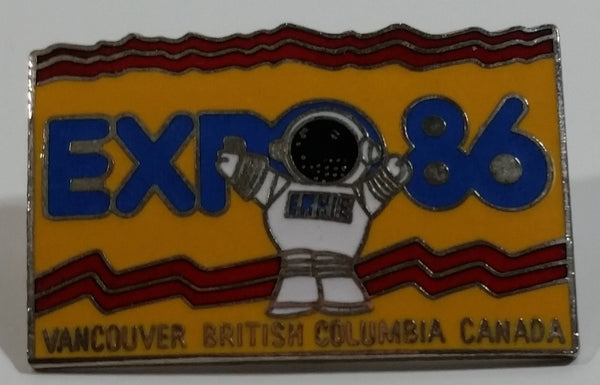 EXPO 86
ERNIE
VANCOUVER BRITISH COLUMBIA CANADA